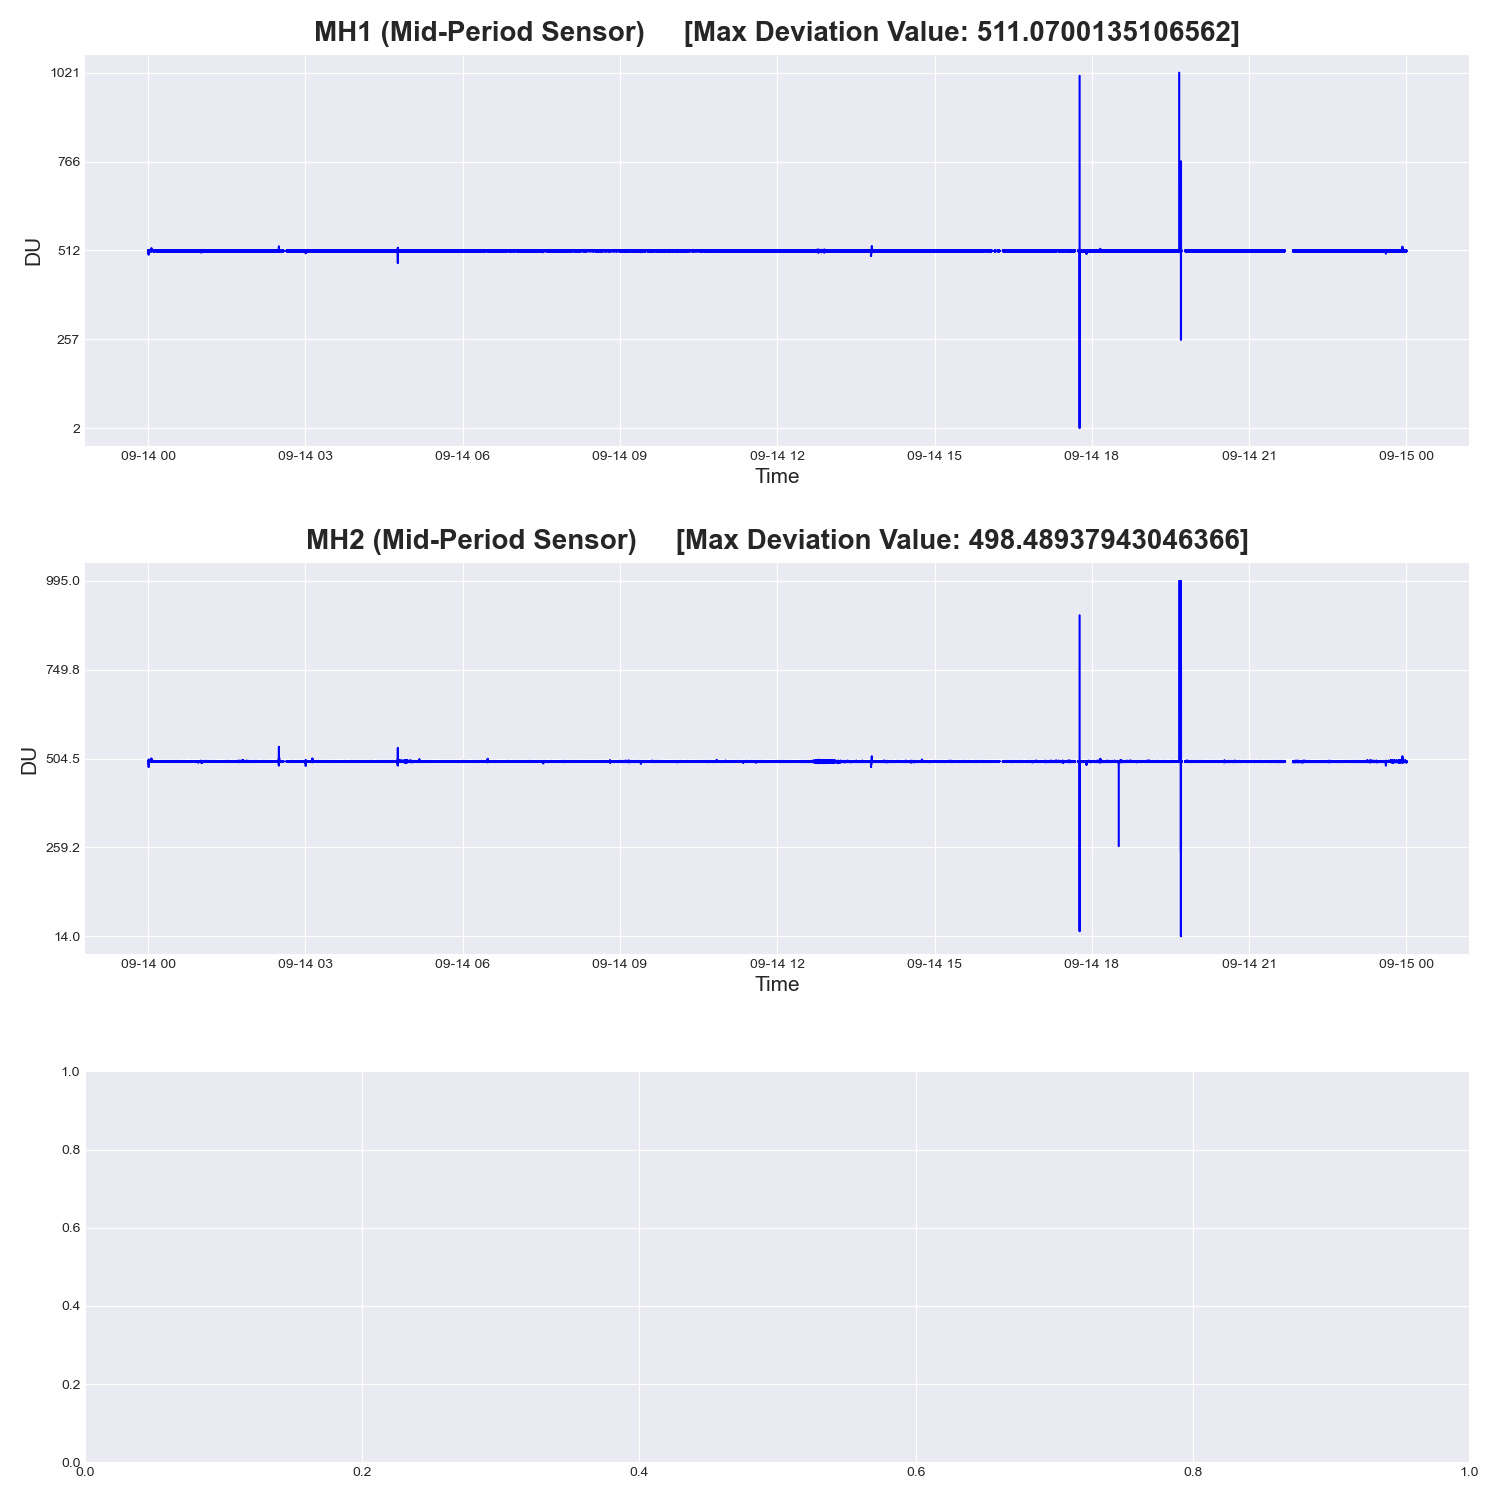 MH1 (Mid-Period Sensor) [Max Deviation Value: 511.0700135106562]
1021
766
512
257
2
DU
09-14 00 09-14 03 09-14 06 09-14 09 09-14 12 09-14 15 09-14 18 09-14 21 09-15 00
Time
MH2 (Mid-Period Sensor) [Max Deviation Value: 498.48937943046366]
995.0
749.8
504.5
259.2
14.0
DU
09-14 00 09-14 03 09-14 06 09-14 09 09-14 12 09-14 15 09-14 18 09-14 21 09-15 00
Time
1.0
0.8
0.6
0.4
0.2
0.0
0.0 0.2 0.4 0.6 0.8 1.0